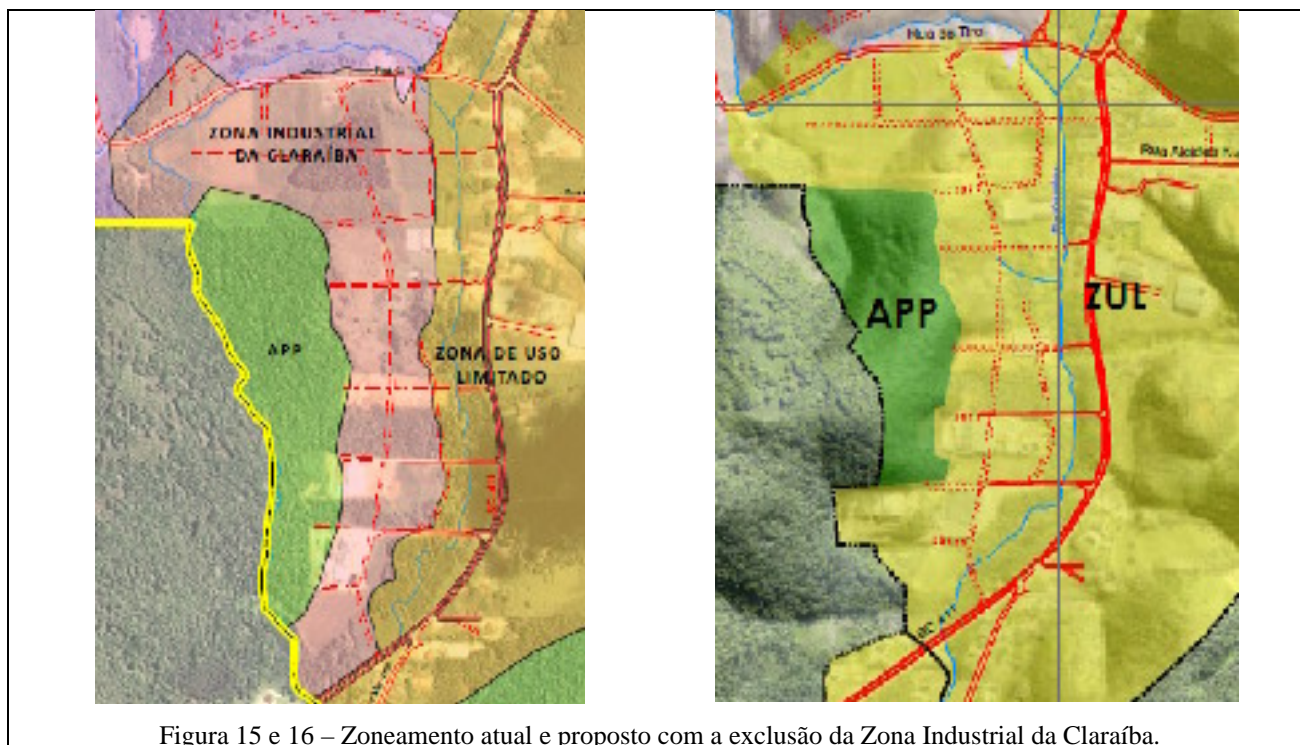 ZONA INDUSTRIAL
DA CLARAÍBA
APP
ZONA DE USO
LIMITADO
Rua do Tiro
APP
ZUL
Figura 15 e 16 – Zoneamento atual e proposto com a exclusão da Zona Industrial da Claraíba.